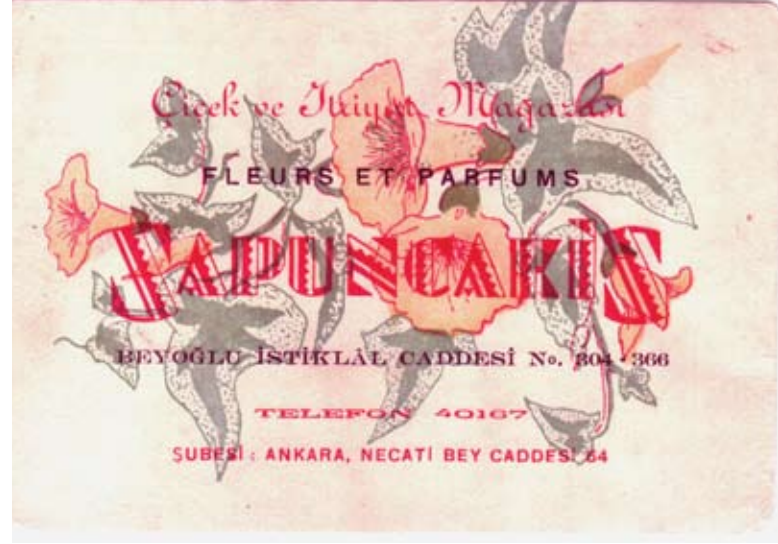 Çiçek ve Itriyat Mağazası
FLEURS ET PARFUMS
SAPUNCAKİS
BEYOĞLU İSTİKLÂL CADDESİ No. 304 - 366
TELEFON 40167
ŞUBESİ : ANKARA, NECATİ BEY CADDESİ 64